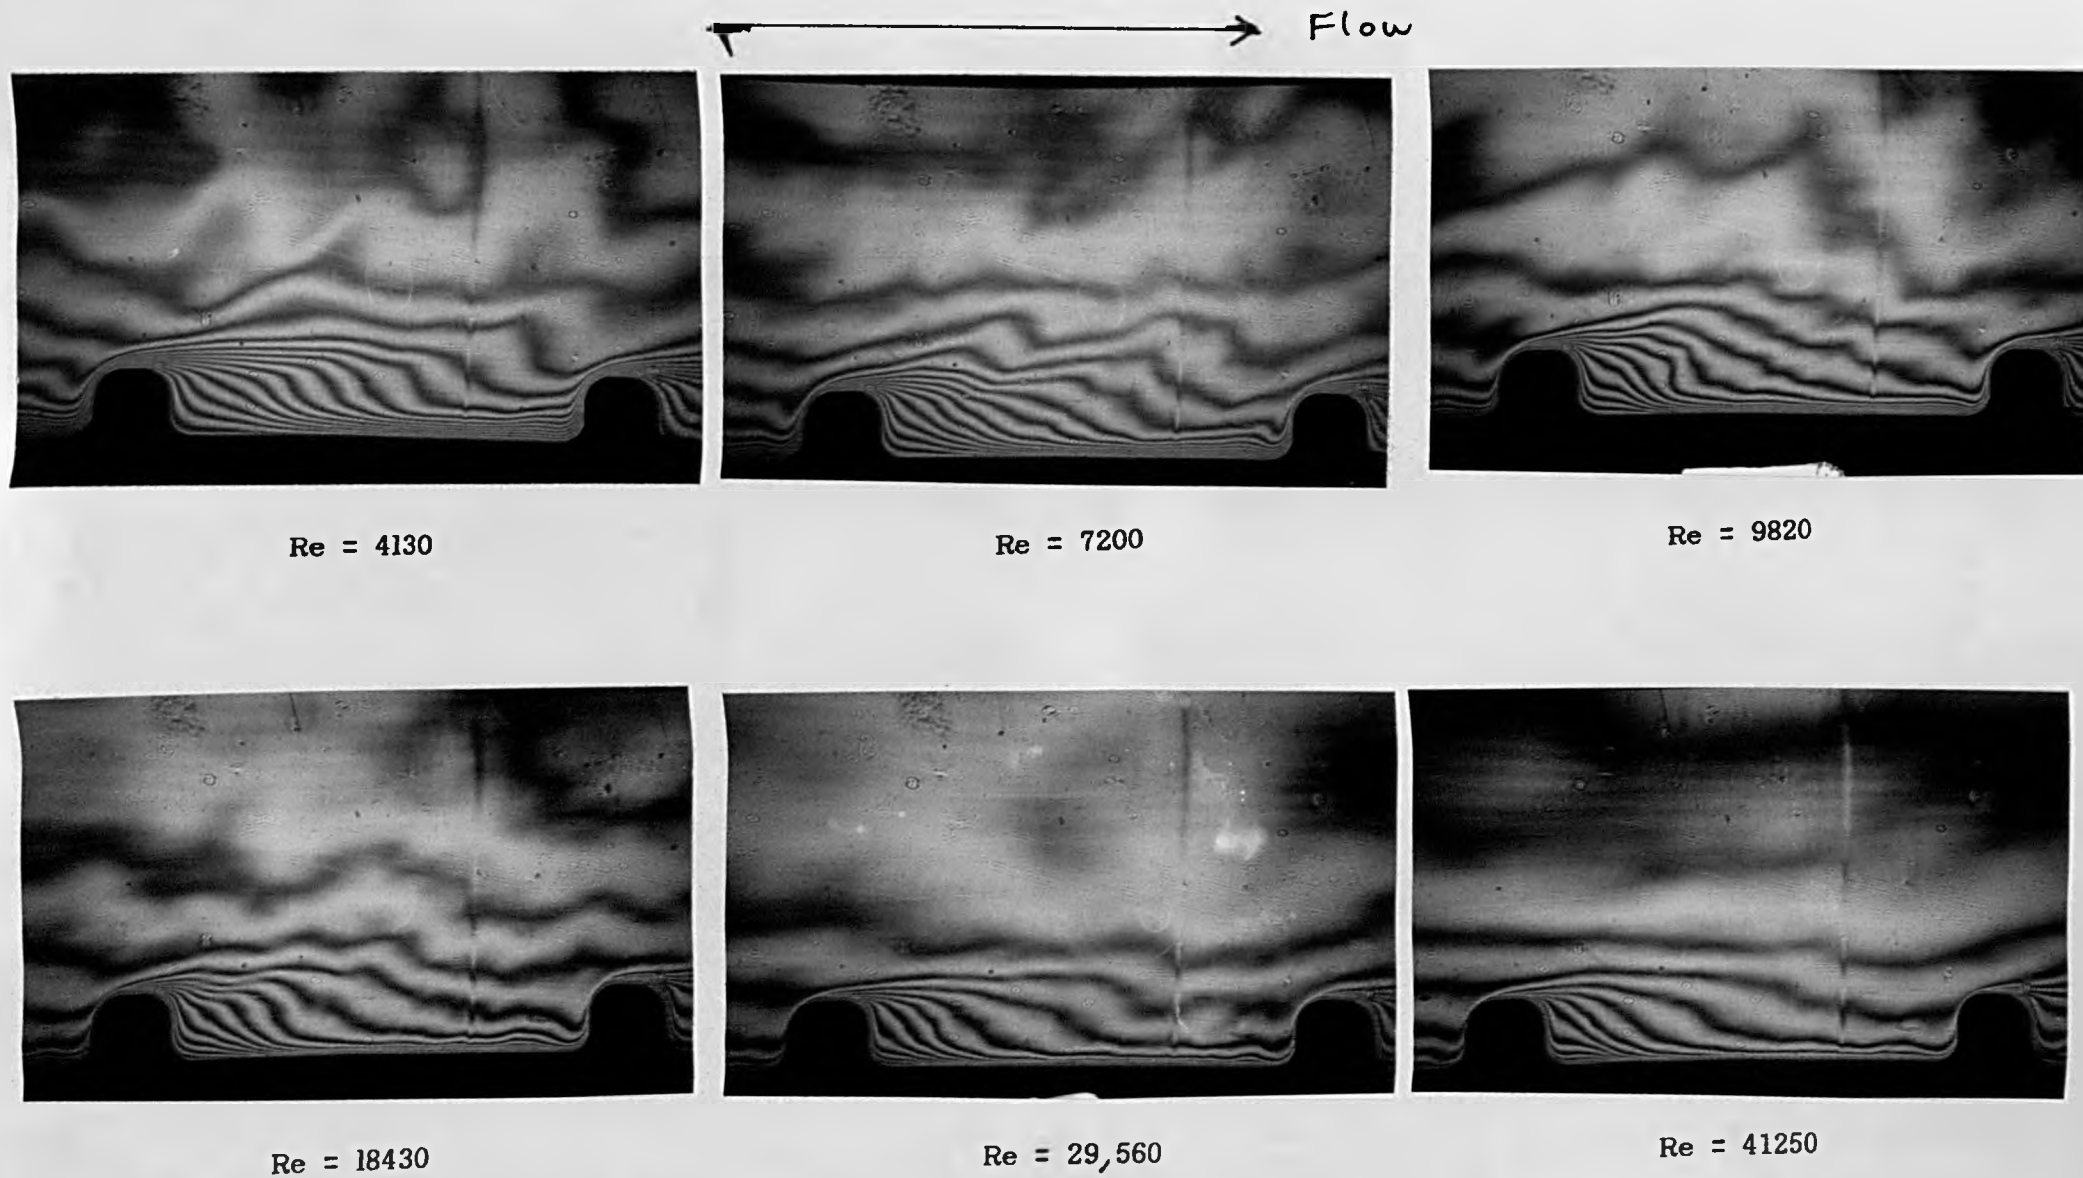 Flow
Re = 4130
Re = 7200
Re = 9820
Re = 18430
Re = 29,560
Re = 41250